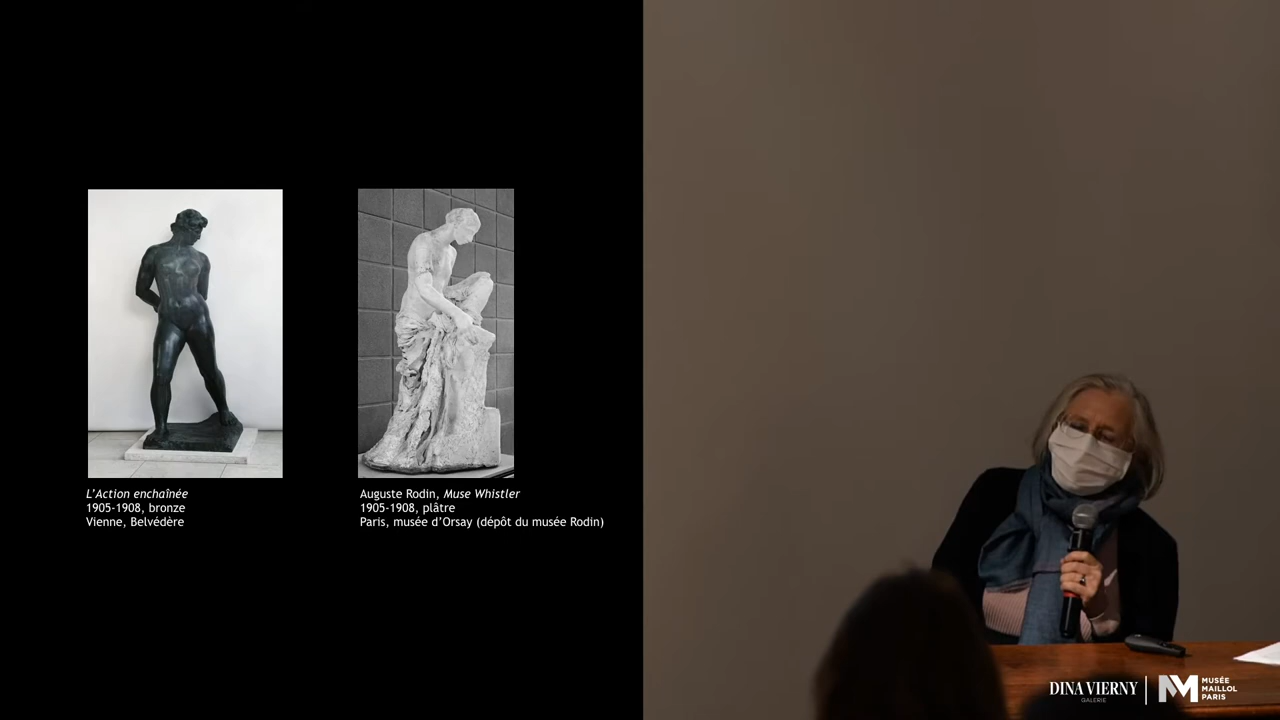 L'Action enchaînée
1905-1908, bronze
Vienne, Belvédère
Auguste Rodin, Muse Whistler
1905-1908, plâtre
Paris, musée d'Orsay (dépôt du musée Rodin)
DINA VIERNY
GALERIE
MUSÉE
MAILLOL
PARIS